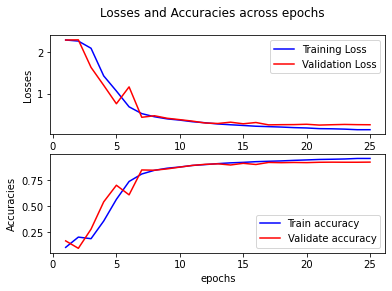 Losses and Accuracies across epochs
Losses
2
1
Training Loss
Validation Loss
0 5 10 15 20 25
Accuracies
0.75
0.50
0.25
Train accuracy
Validate accuracy
0 5 10 15 20 25
epochs